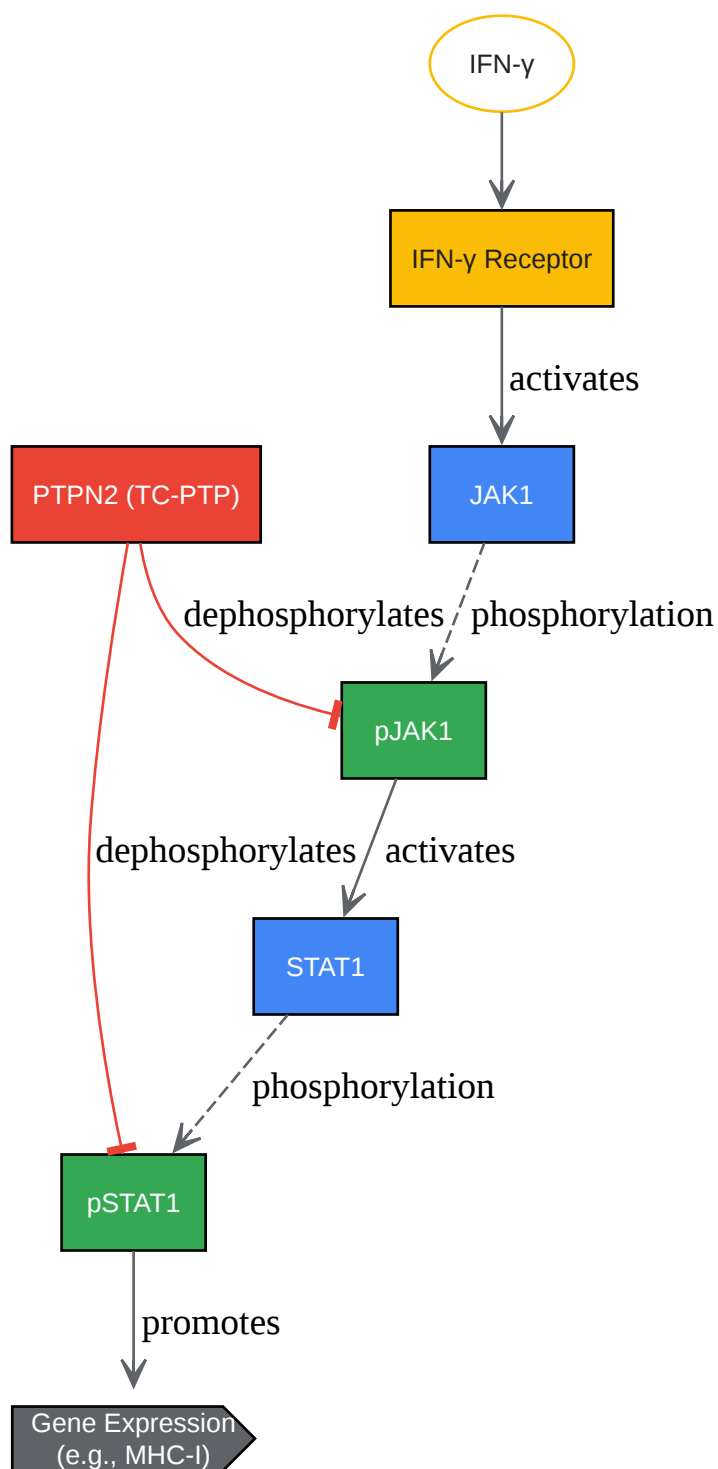 IFN-γ
IFN-γ Receptor
activates
PTPN2 (TC-PTP)
JAK1
dephosphorylates
phosphorylation
pJAK1
dephosphorylates
activates
STAT1
phosphorylation
pSTAT1
promotes
Gene Expression
(e.g., MHC-I)